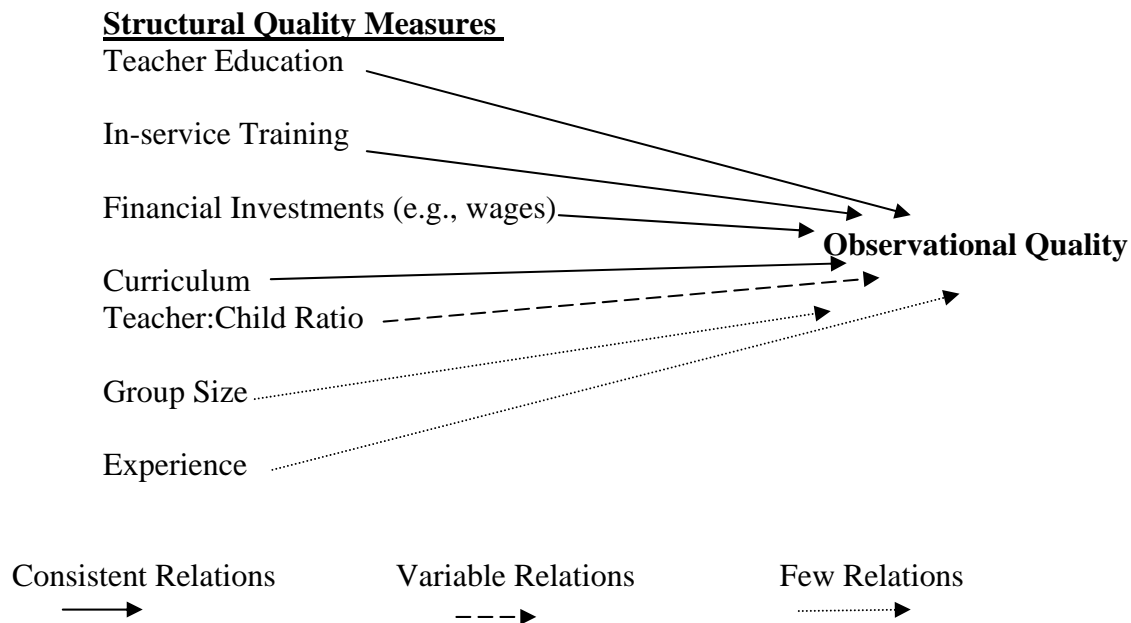 Structural Quality Measures
Teacher Education
In-service Training
Financial Investments (e.g., wages)
Observational Quality
Curriculum
Teacher:Child Ratio
Group Size
Experience
Consistent Relations
Variable Relations
Few Relations